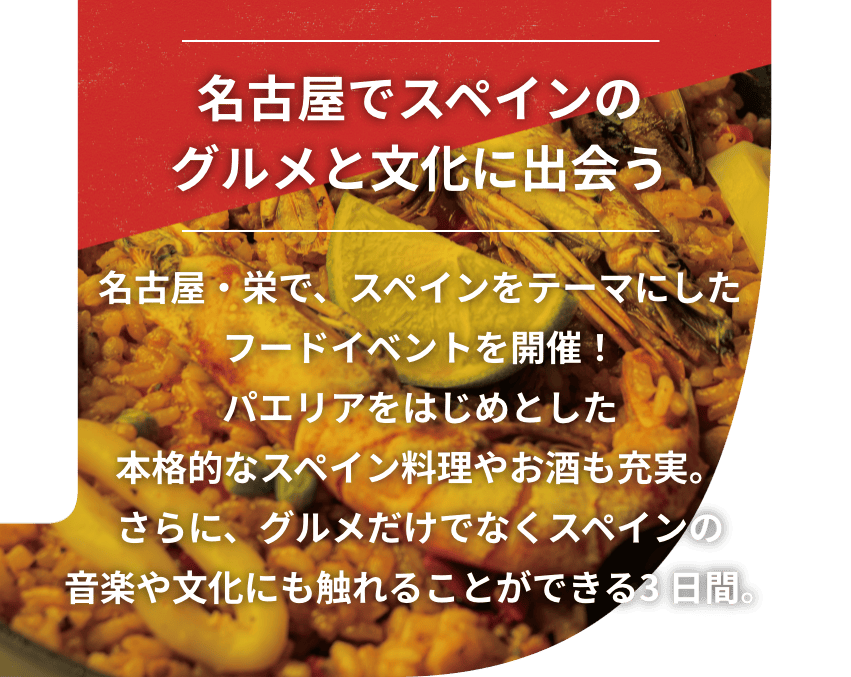 名古屋でスペインの
グルメと文化に出会う
名古屋・栄で、スペインをテーマにした
フードイベントを開催！
パエリアをはじめとした
本格的なスペイン料理やお酒も充実。
さらに、グルメだけでなくスペインの
音楽や文化にも触れることができる3日間。